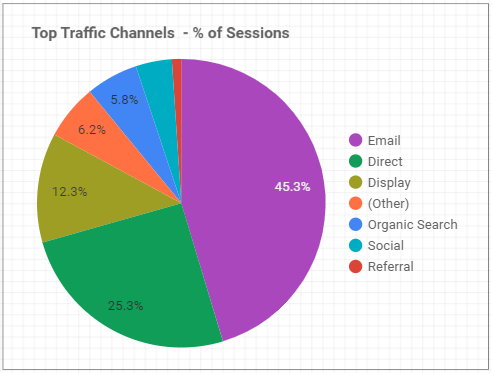 Top Traffic Channels - % of Sessions
5.8%
6.2%
12.3%
45.3%
25.3%
Email
Direct
Display
(Other)
Organic Search
Social
Referral